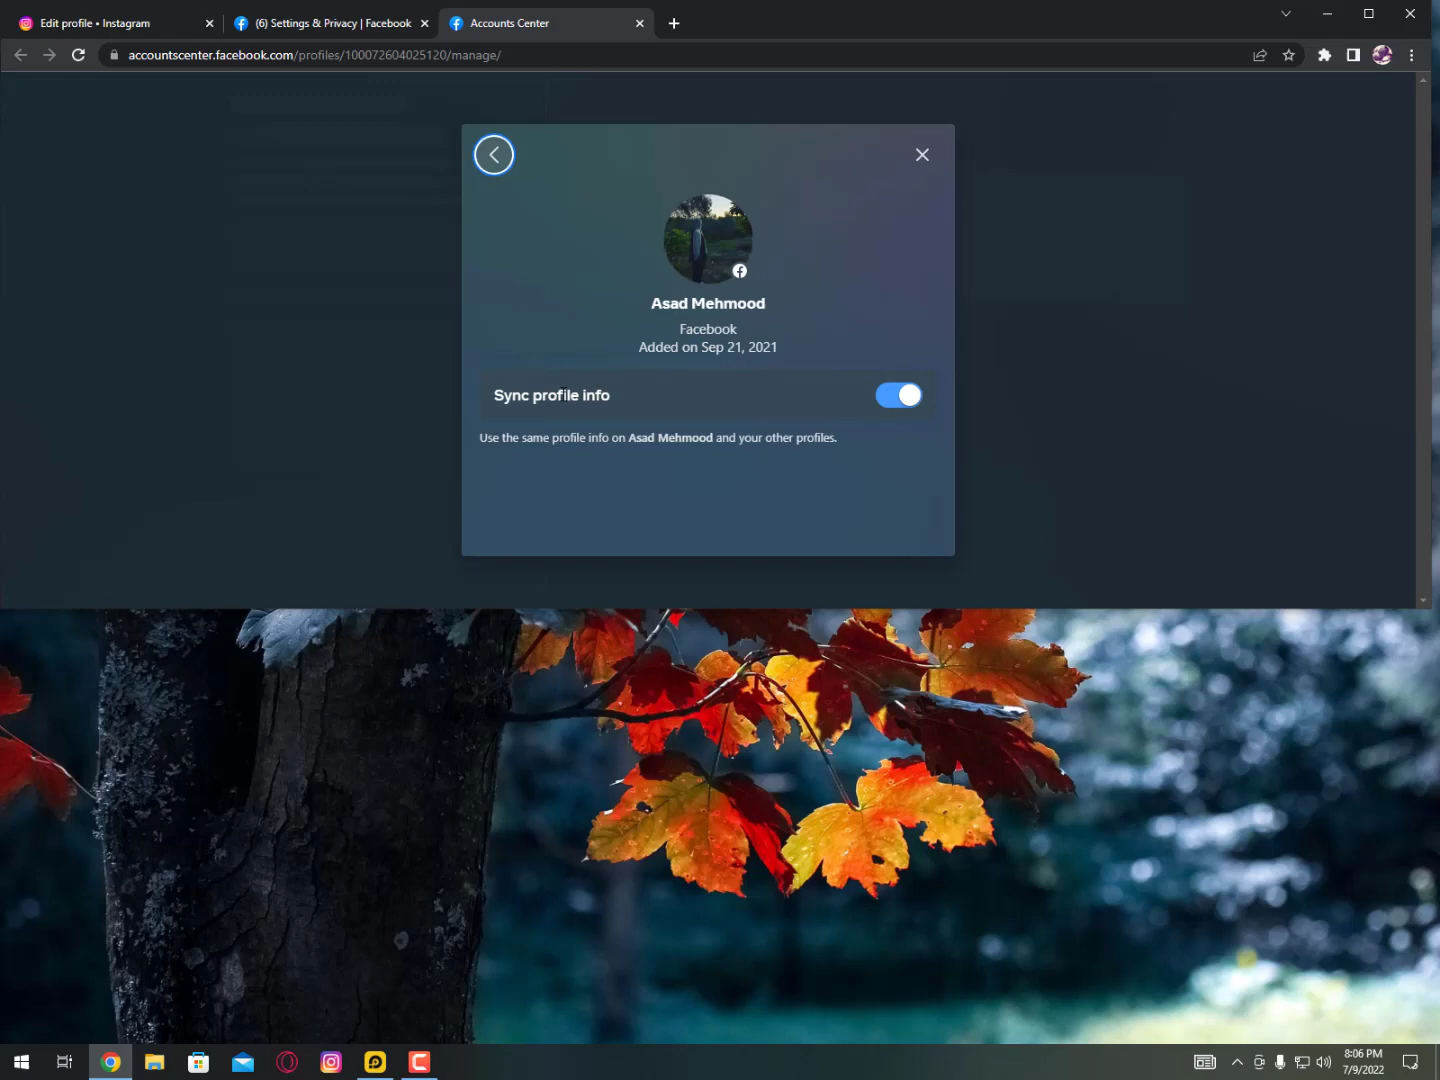 Edit profile • Instagram
(6) Settings & Privacy | Facebook
Accounts Center
accountscenter.facebook.com/profiles/100072604025120/manage/
Asad Mehmood
Facebook
Added on Sep 21, 2021
Sync profile info
Use the same profile info on Asad Mehmood and your other profiles.
8:06 PM
7/9/2022